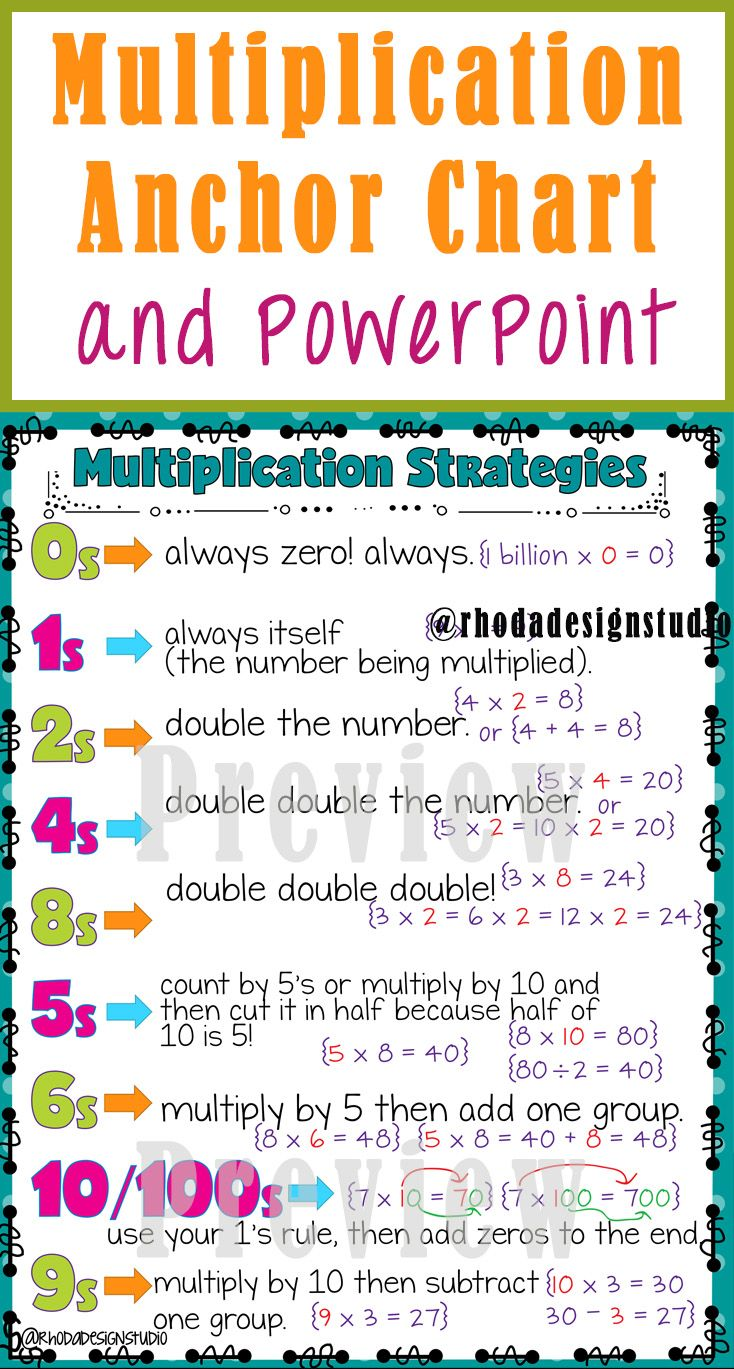 Multiplication
Anchor Chart
and PowerPoint
Multiplication Strategies
0s always zero! always. {1 billion x 0 = 0}
@rhodadesignstudio
1s always itself
(the number being multiplied).
{4 x 2 = 8}
2s double the number. or {4 + 4 = 8}
Preview
{5 x 4 = 20}
4s double double the number. or
{5 x 2 = 10 x 2 = 20}
8s double double double! {3 x 8 = 24}
{3 x 2 = 6 x 2 = 12 x 2 = 24}
5s count by 5's or multiply by 10 and
then cut it in half because half of
10 is 5!
{5 x 8 = 40} {8 x 10 = 80}
{80 ÷ 2 = 40}
6s multiply by 5 then add one group.
{8 x 6 = 48} {5 x 8 = 40 + 8 = 48}
Preview
10/100s {7 x 10 = 70} {7 x 100 = 700}
use your 1's rule, then add zeros to the end
9s multiply by 10 then subtract {10 x 3 = 30
one group. {9 x 3 = 27} 30 - 3 = 27}
@RHODADESIGNSTUDIO